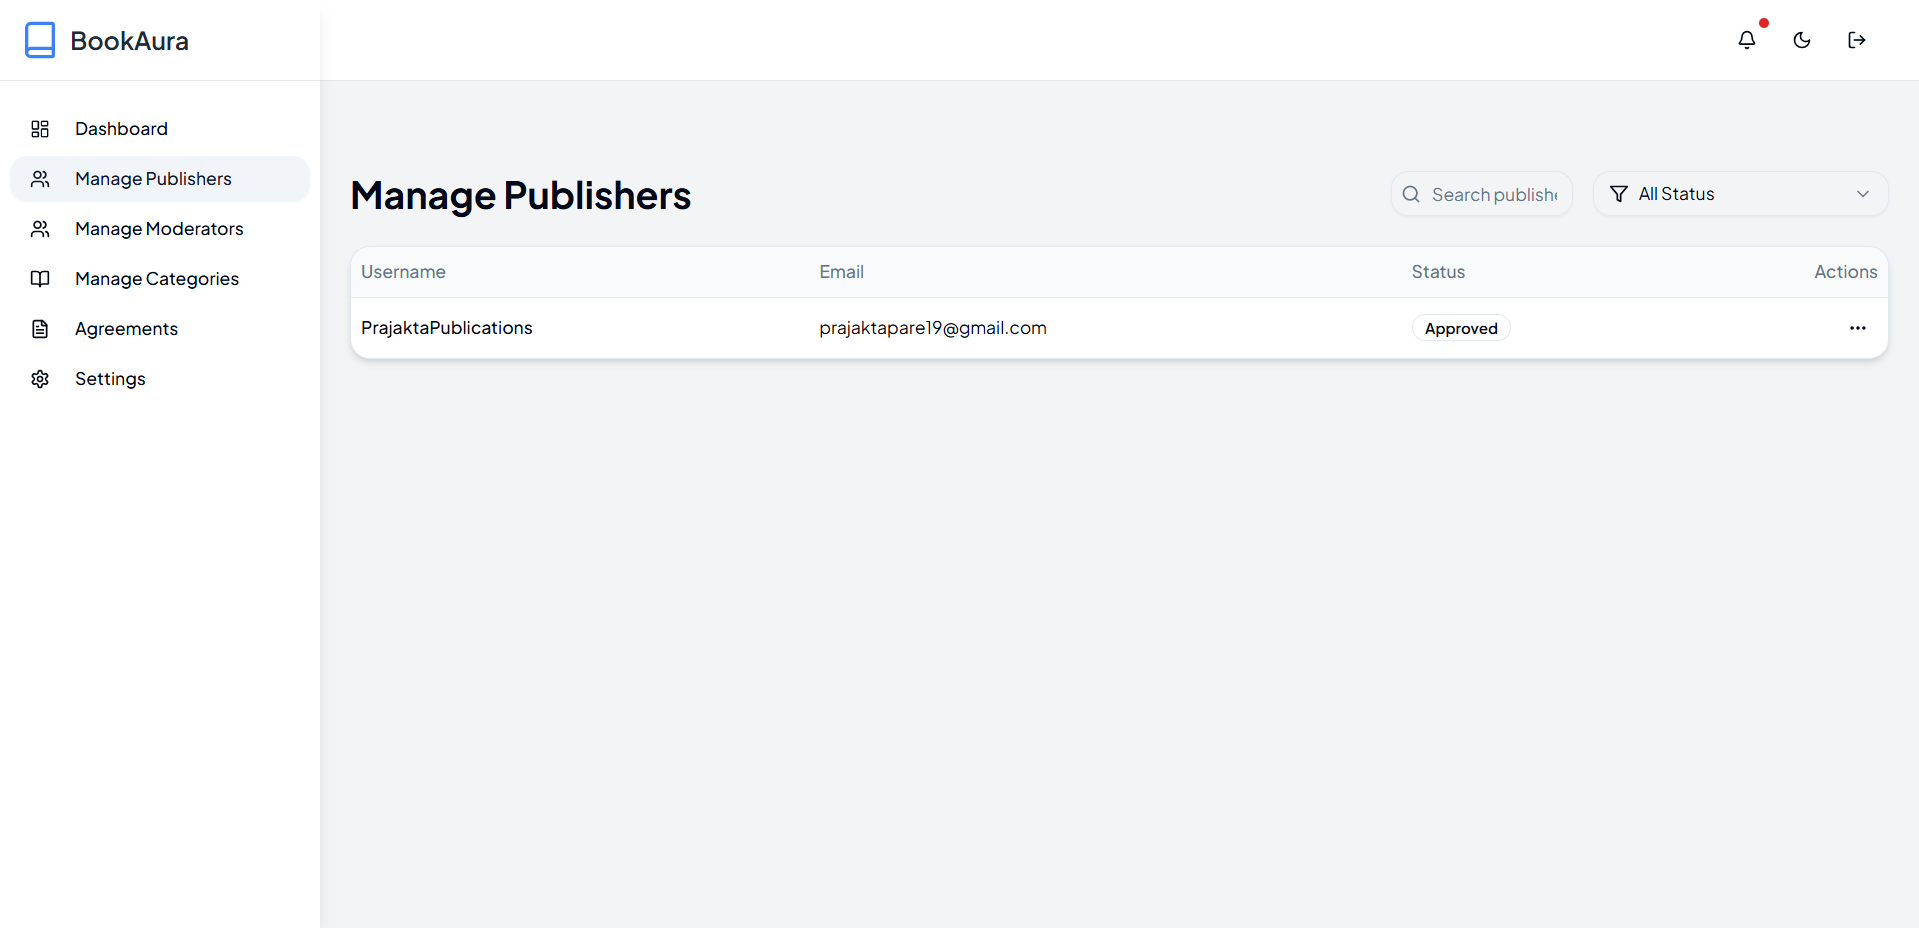 BookAura
Dashboard
Manage Publishers
Manage Moderators
Manage Categories
Agreements
Settings
Manage Publishers
Search publishe
All Status
Username Email Status Actions
PrajaktaPublications prajaktapare19@gmail.com Approved